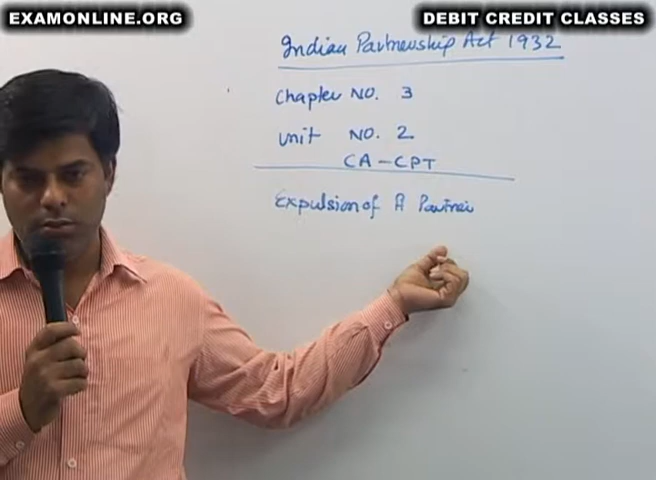 EXAMONLINE.ORG
DEBIT CREDIT CLASSES
Indian Partnership Act 1932
Chapter NO. 3
Unit NO. 2
CA-CPT
Expulsion of A Partner